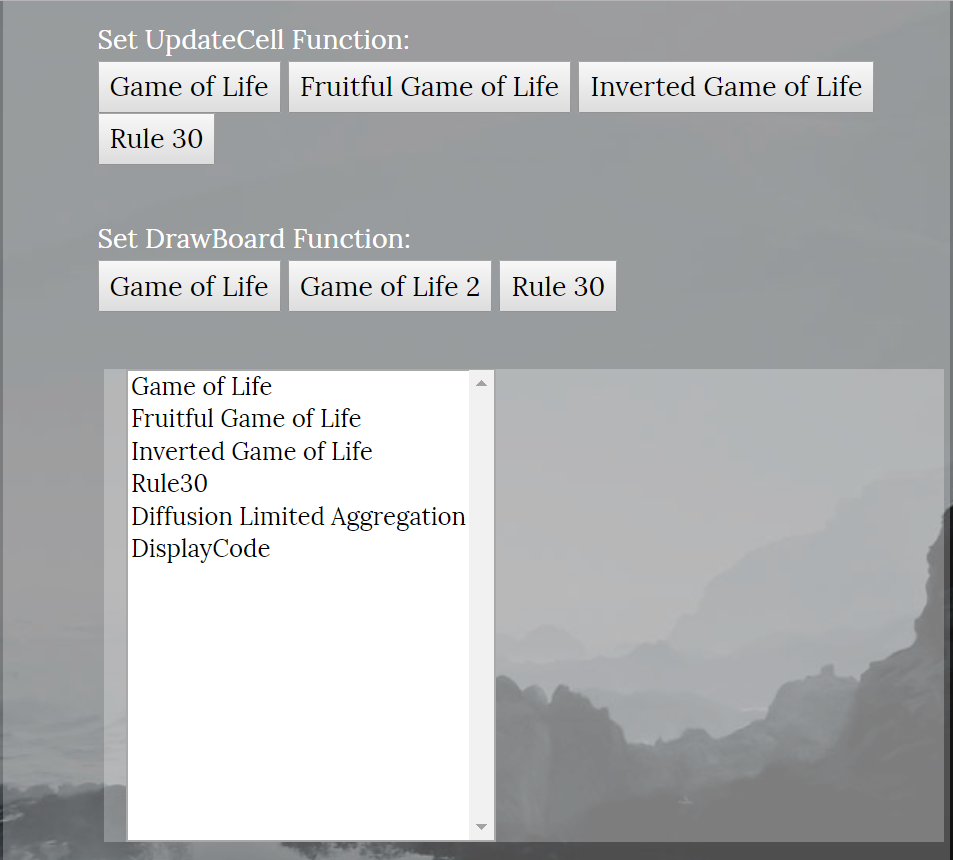 Set UpdateCell Function:
Game of Life Fruitful Game of Life Inverted Game of Life
Rule 30
Set DrawBoard Function:
Game of Life Game of Life 2 Rule 30
Game of Life
Fruitful Game of Life
Inverted Game of Life
Rule30
Diffusion Limited Aggregation
DisplayCode